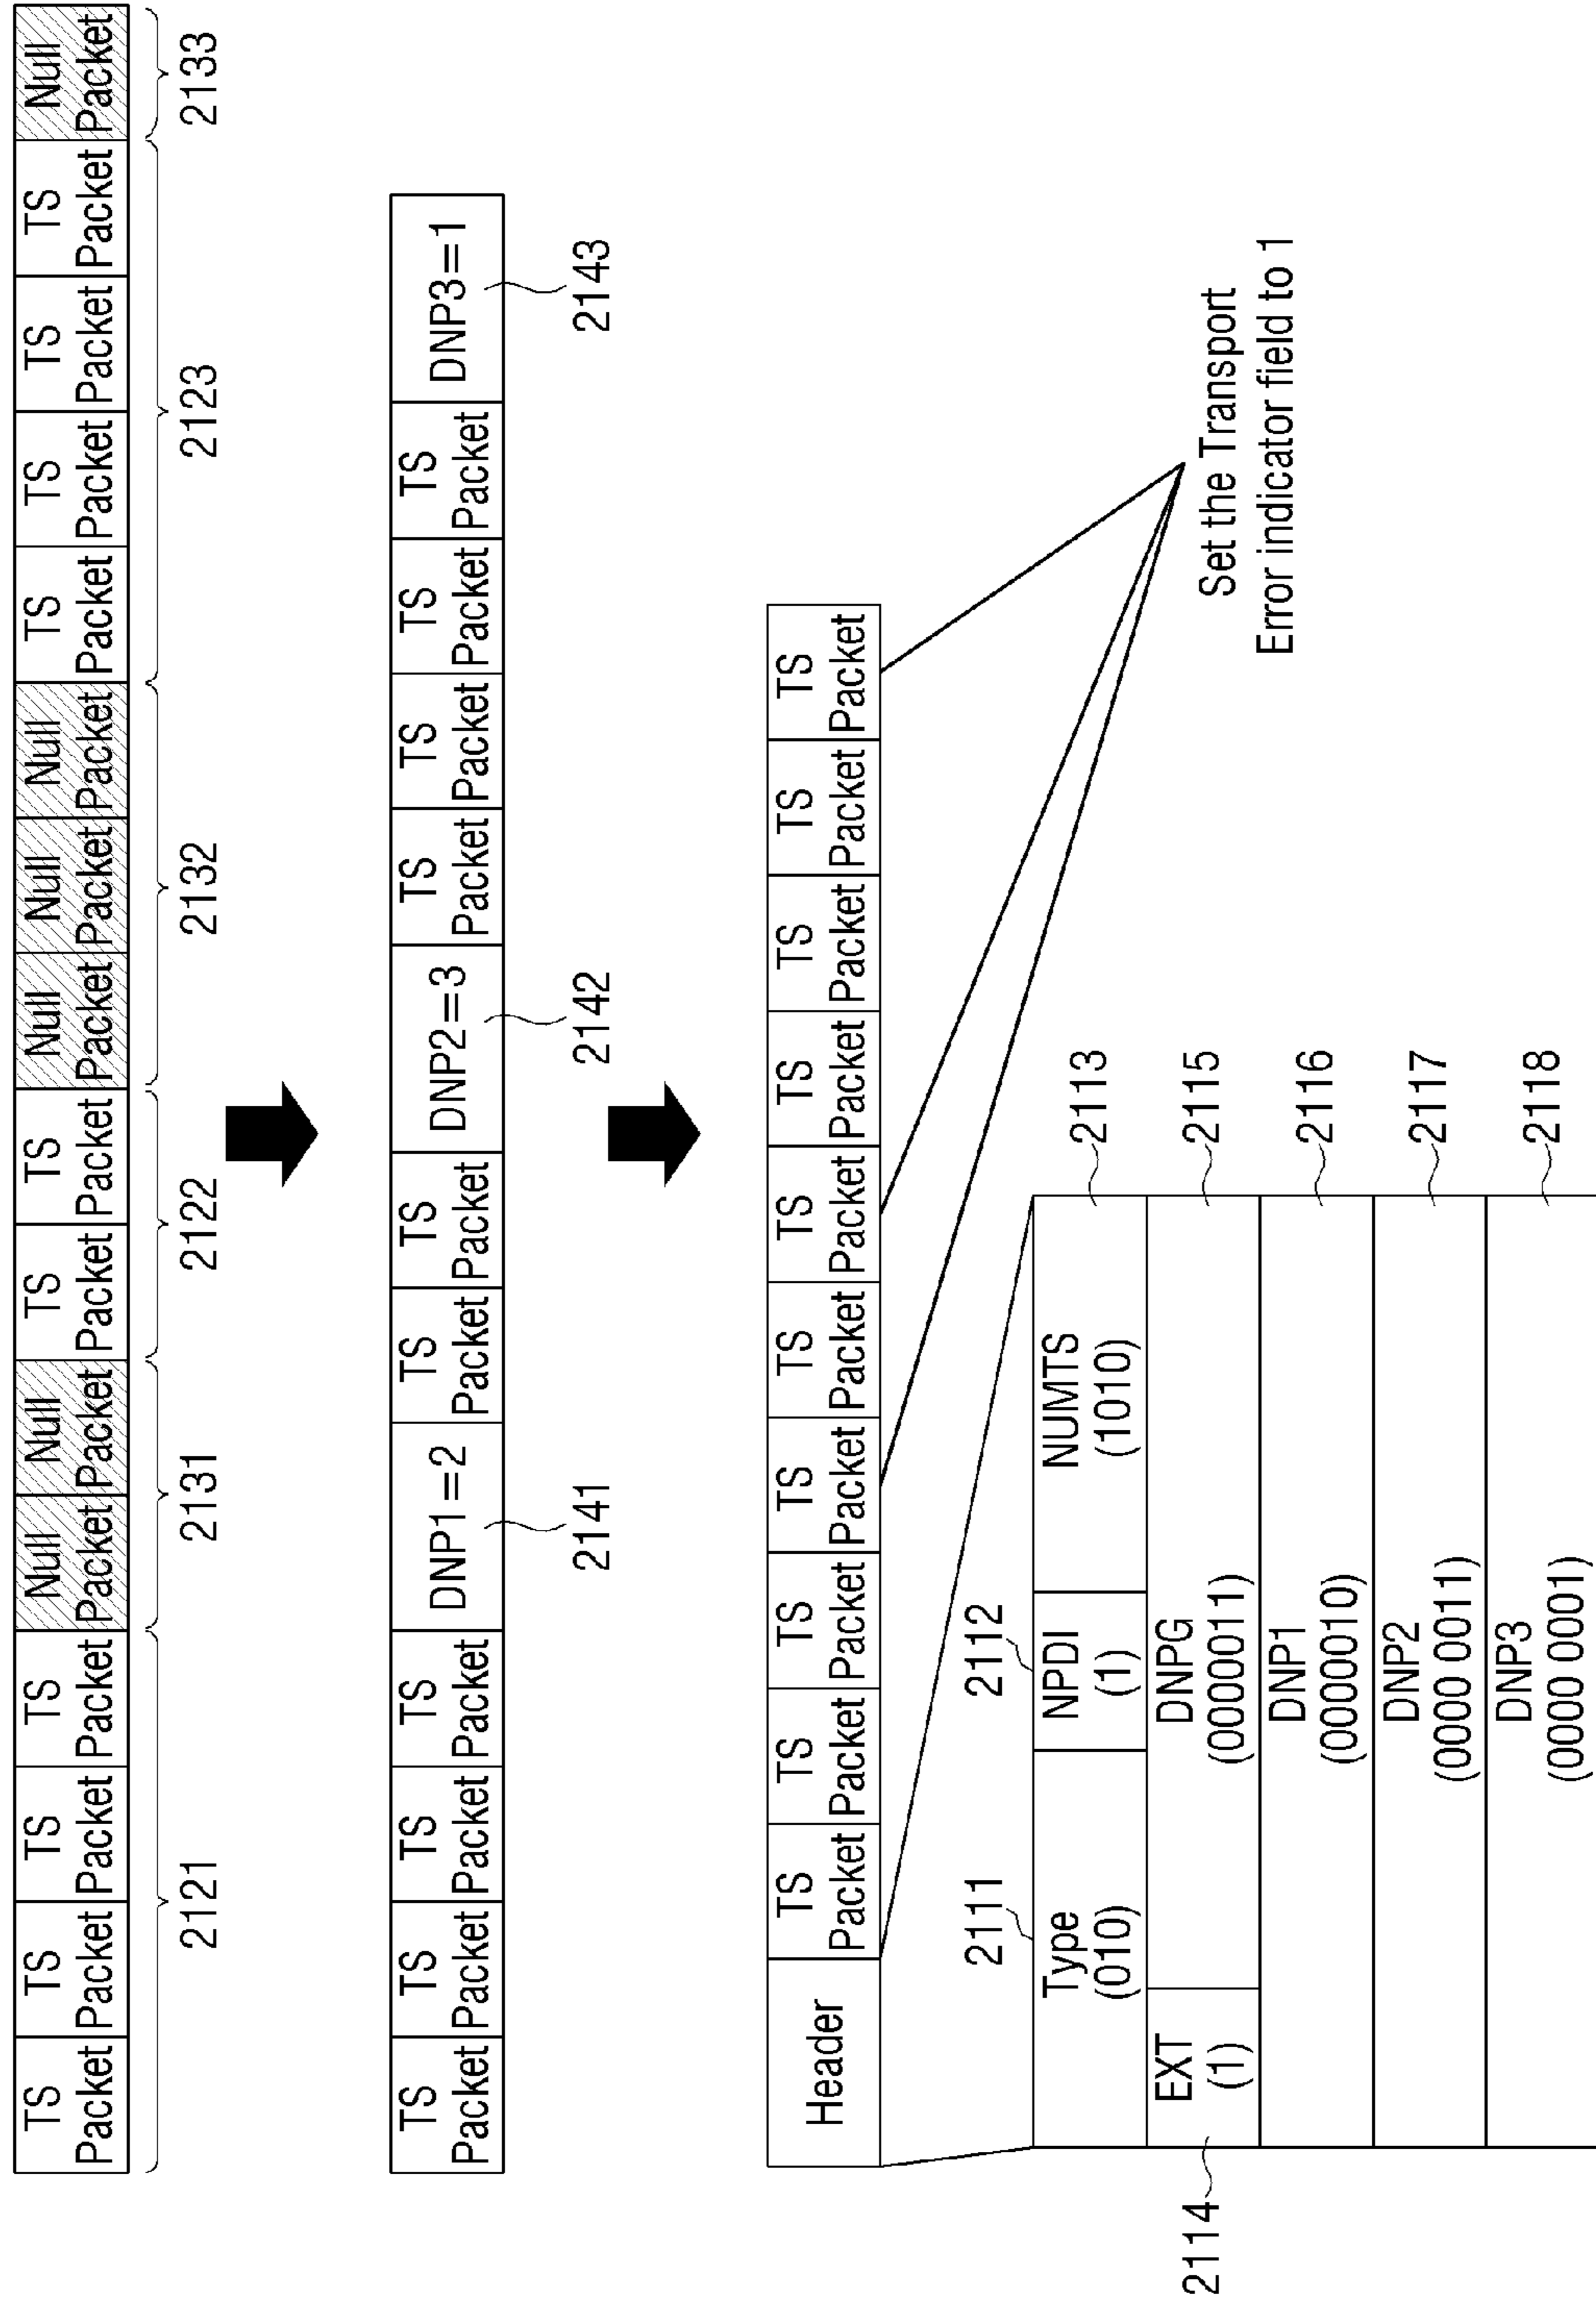 TS
Packet
TS
Packet
TS
Packet
TS
Packet
Null
Packet
Null
Packet
TS
Packet
TS
Packet
Null
Packet
Null
Packet
Null
Packet
TS
Packet
TS
Packet
TS
Packet
TS
Packet
Null
Packet
2121
2131
2122
2132
2123
2133
TS
Packet
TS
Packet
TS
Packet
TS
Packet
DNP1=2
TS
Packet
TS
Packet
DNP2=3
TS
Packet
TS
Packet
TS
Packet
TS
Packet
DNP3=1
2141
2142
2143
Header
TS
Packet
TS
Packet
TS
Packet
TS
Packet
TS
Packet
TS
Packet
TS
Packet
TS
Packet
TS
Packet
TS
Packet
2111
2112
Type
(010)
NPDI
(1)
NUMTS
(1010)
2113
2114
EXT
(1)
DNPG
(0000011)
2115
DNP1
(0000010)
2116
DNP2
(0000 0011)
2117
DNP3
(0000 0001)
2118
Set the Transport
Error indicator field to 1